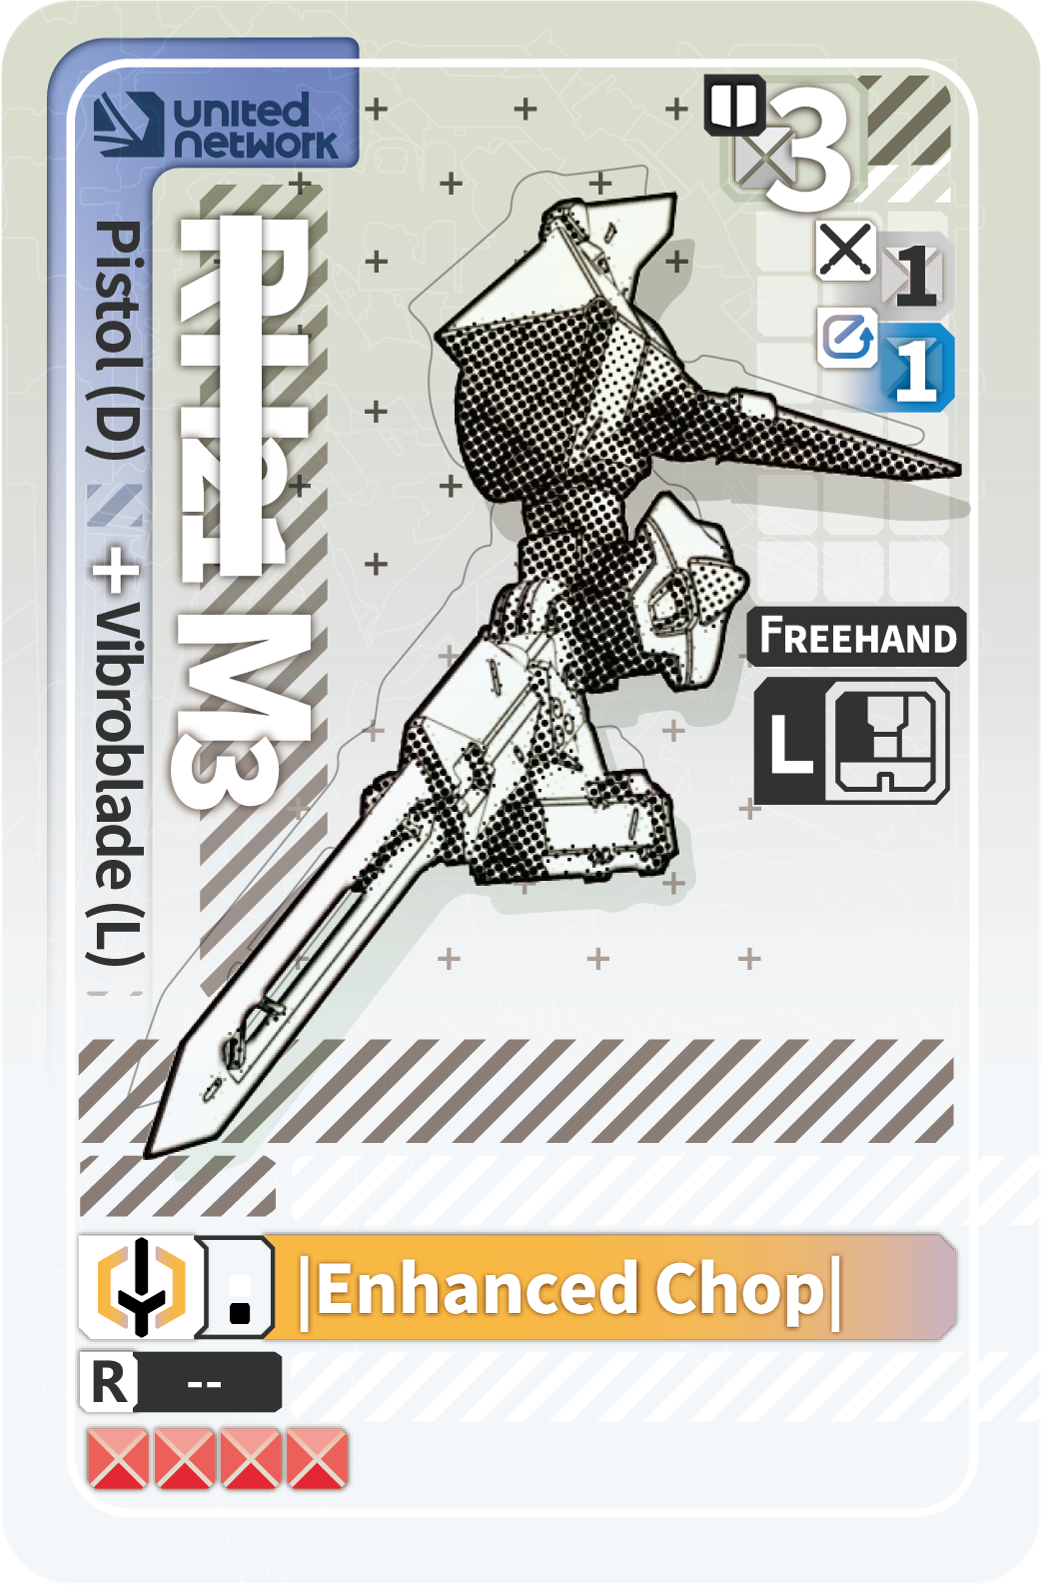 UNITED
NETWORK
Pistol (D)
+Vibroblade (L)
RH21 M3
3
1
1
FREEHAND
L
|Enhanced Chop|
R
--